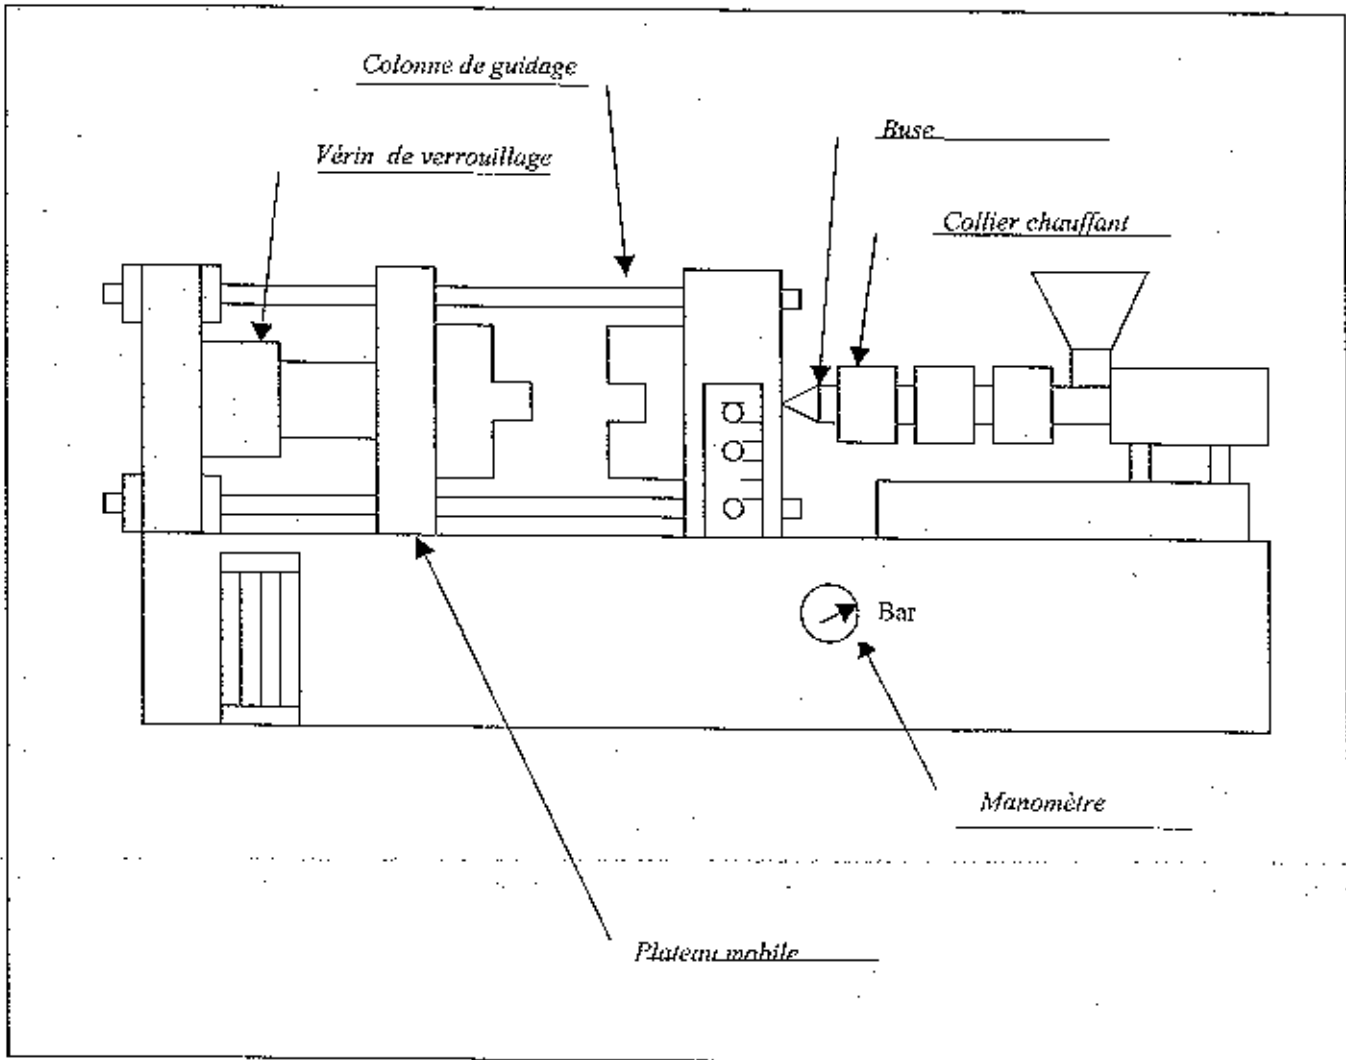 Colonne de guidage
Buse
Vérin de verrouillage
Collier chauffant
Bar
Manomètre
Plateau mobile